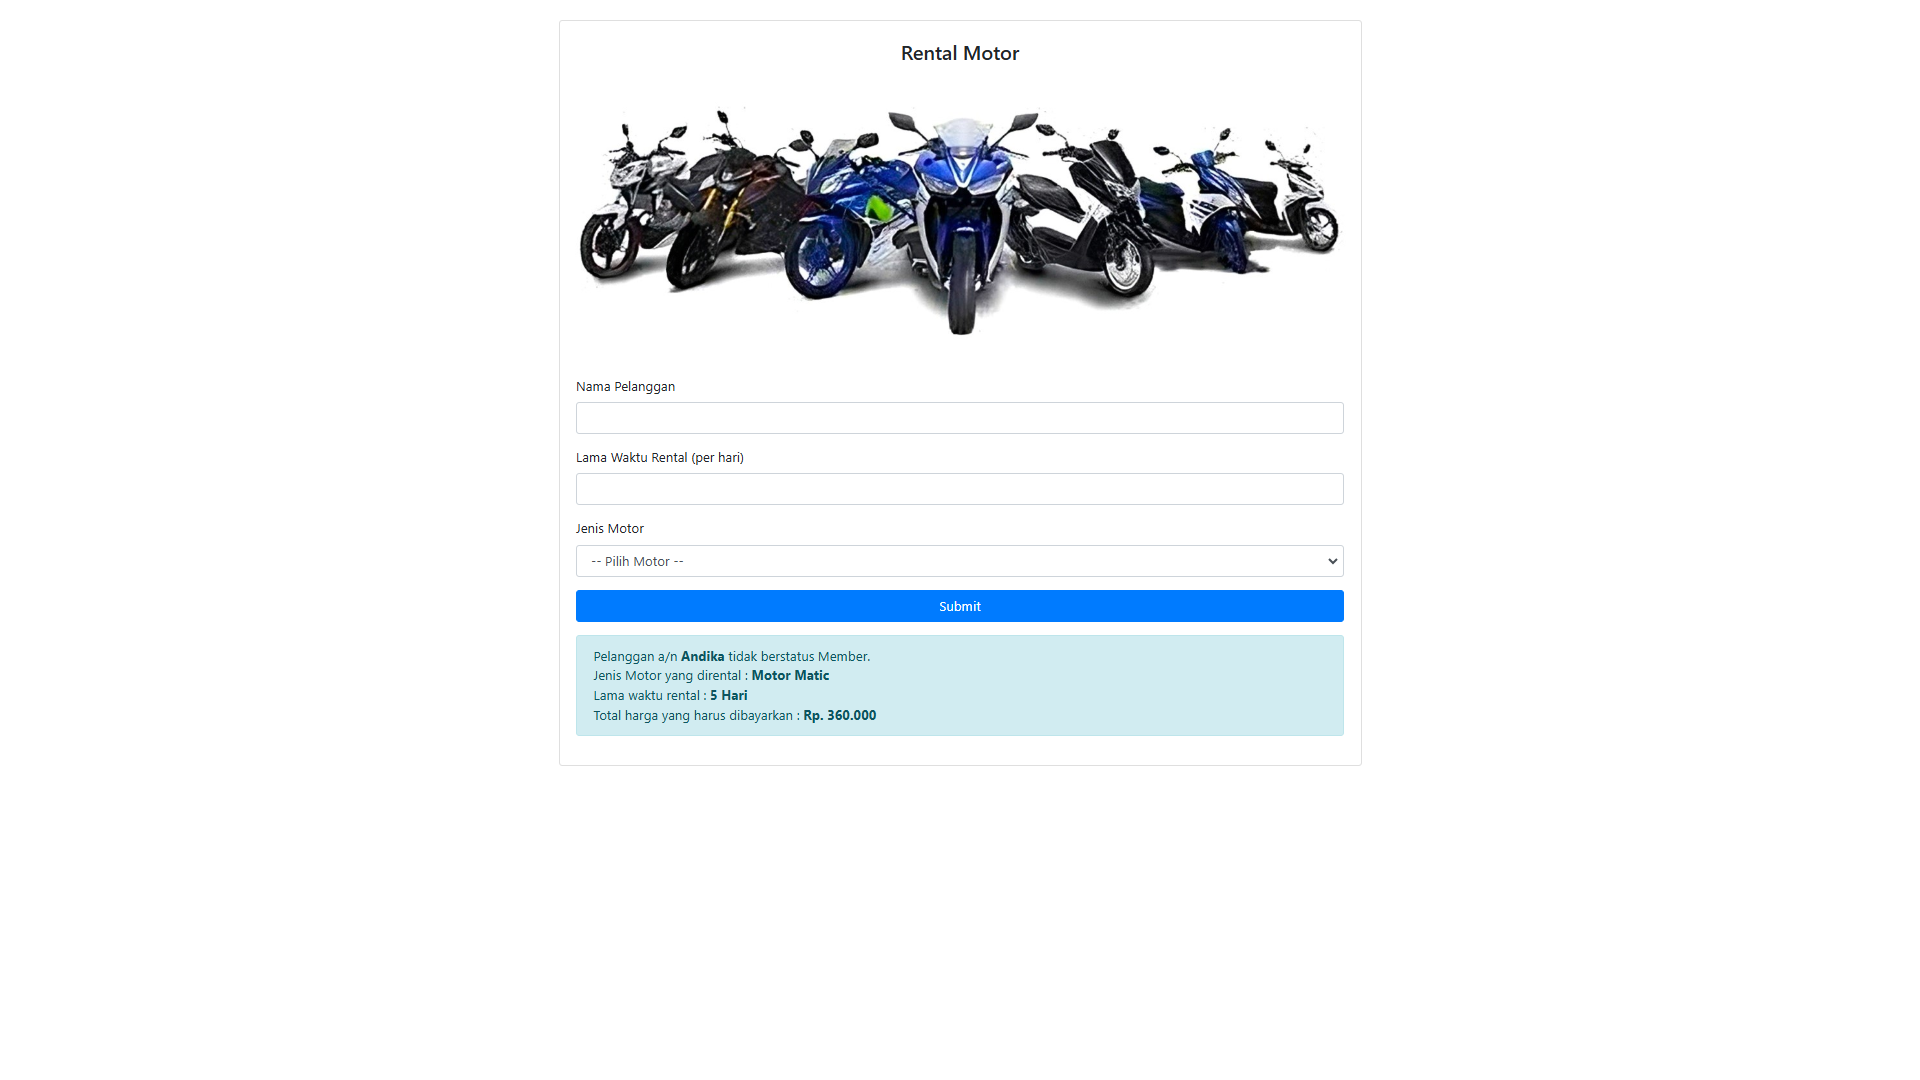 Rental Motor
Nama Pelanggan
Lama Waktu Rental (per hari)
Jenis Motor
-- Pilih Motor --
Submit
Pelanggan a/n Andika tidak berstatus Member.
Jenis Motor yang dirental : Motor Matic
Lama waktu rental : 5 Hari
Total harga yang harus dibayarkan : Rp. 360.000